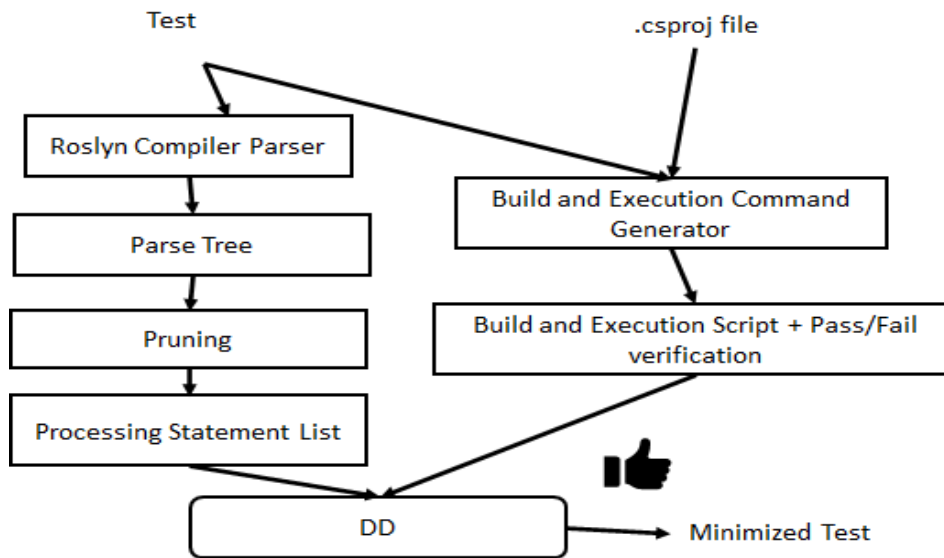 Test
.csproj file
Roslyn Compiler Parser
Build and Execution Command
Generator
Parse Tree
Pruning
Build and Execution Script + Pass/Fail
verification
Processing Statement List
DD
Minimized Test